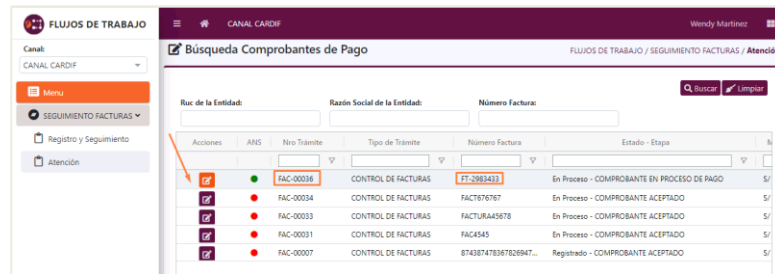 FLUJOS DE TRABAJO
CANAL CARDIF
Wendy Martinez
Canal:
CANAL CARDIF
Menu
SEGUIMIENTO FACTURAS
Registro y Seguimiento
Atención
Búsqueda Comprobantes de Pago
FLUJOS DE TRABAJO / SEGUIMIENTO FACTURAS / Atenció
Buscar Limpiar
Ruc de la Entidad: Razón Social de la Entidad: Número Factura:
Acciones ANS Nro Trámite Tipo de Trámite Número Factura Estado - Etapa M
FAC-00036 CONTROL DE FACTURAS FT-2983433 En Proceso - COMPROBANTE EN PROCESO DE PAGO S/
FAC-00034 CONTROL DE FACTURAS FACT676767 En Proceso - COMPROBANTE ACEPTADO S/
FAC-00033 CONTROL DE FACTURAS FACTURA45678 En Proceso - COMPROBANTE ACEPTADO S/
FAC-00031 CONTROL DE FACTURAS FAC4545 En Proceso - COMPROBANTE ACEPTADO S/
FAC-00007 CONTROL DE FACTURAS 874387478367826947... Registrado - COMPROBANTE ACEPTADO S/